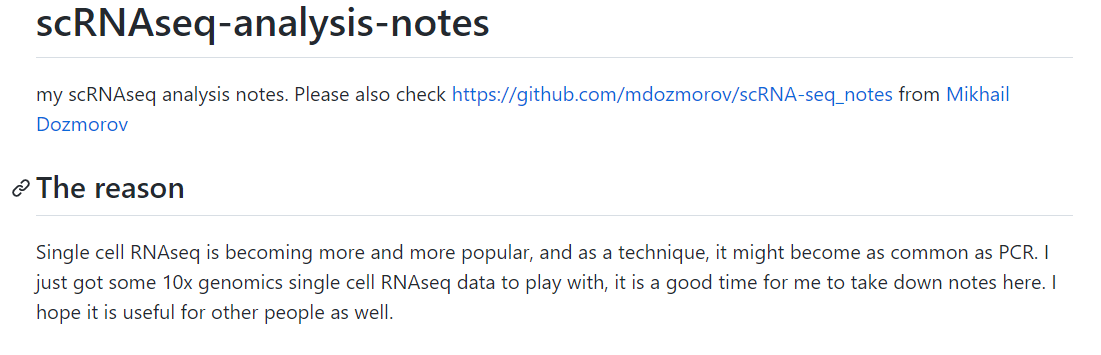 scRNAseq-analysis-notes
my scRNAseq analysis notes. Please also check https://github.com/mdozmorov/scRNA-seq_notes from Mikhail
Dozmorov
The reason
Single cell RNAseq is becoming more and more popular, and as a technique, it might become as common as PCR. I
just got some 10x genomics single cell RNAseq data to play with, it is a good time for me to take down notes here. I
hope it is useful for other people as well.